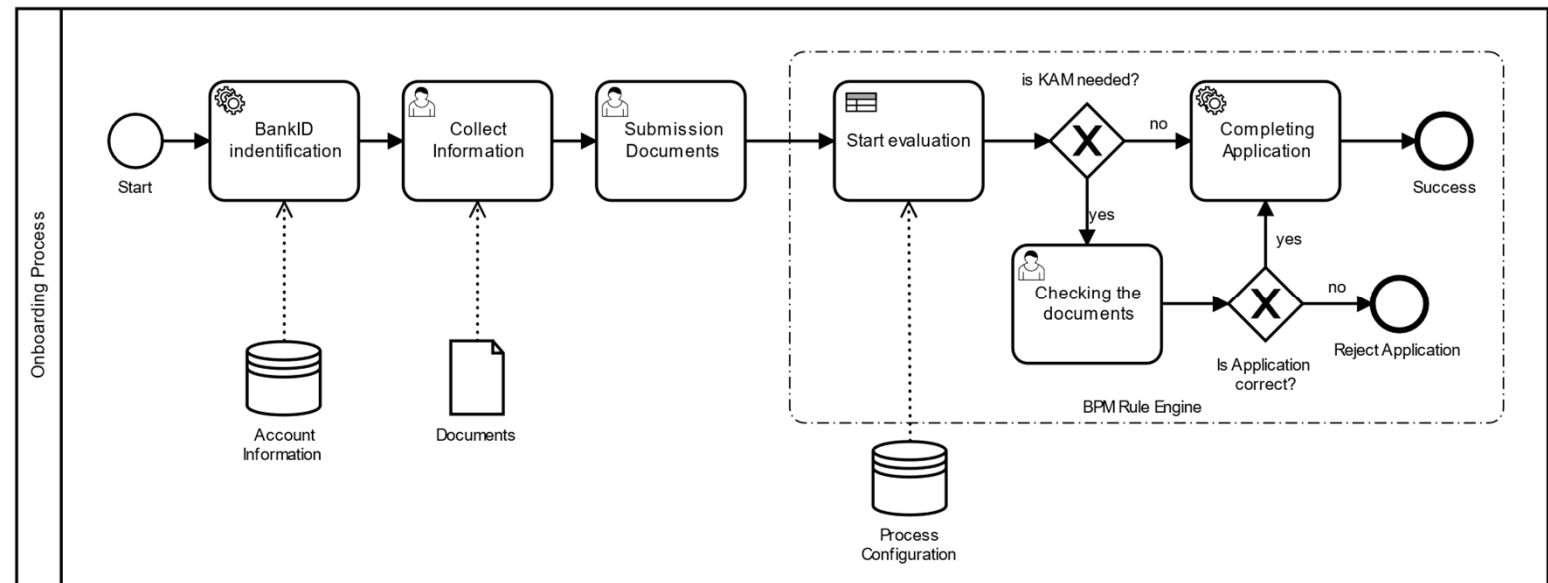 Onboarding Process
Start
BankID
indentification
Collect
Information
Submission
Documents
Start evaluation
is KAM needed?
no
yes
Completing
Application
Success
Checking the
documents
yes
no
Is Application
correct?
Reject Application
BPM Rule Engine
Account
Information
Documents
Process
Configuration